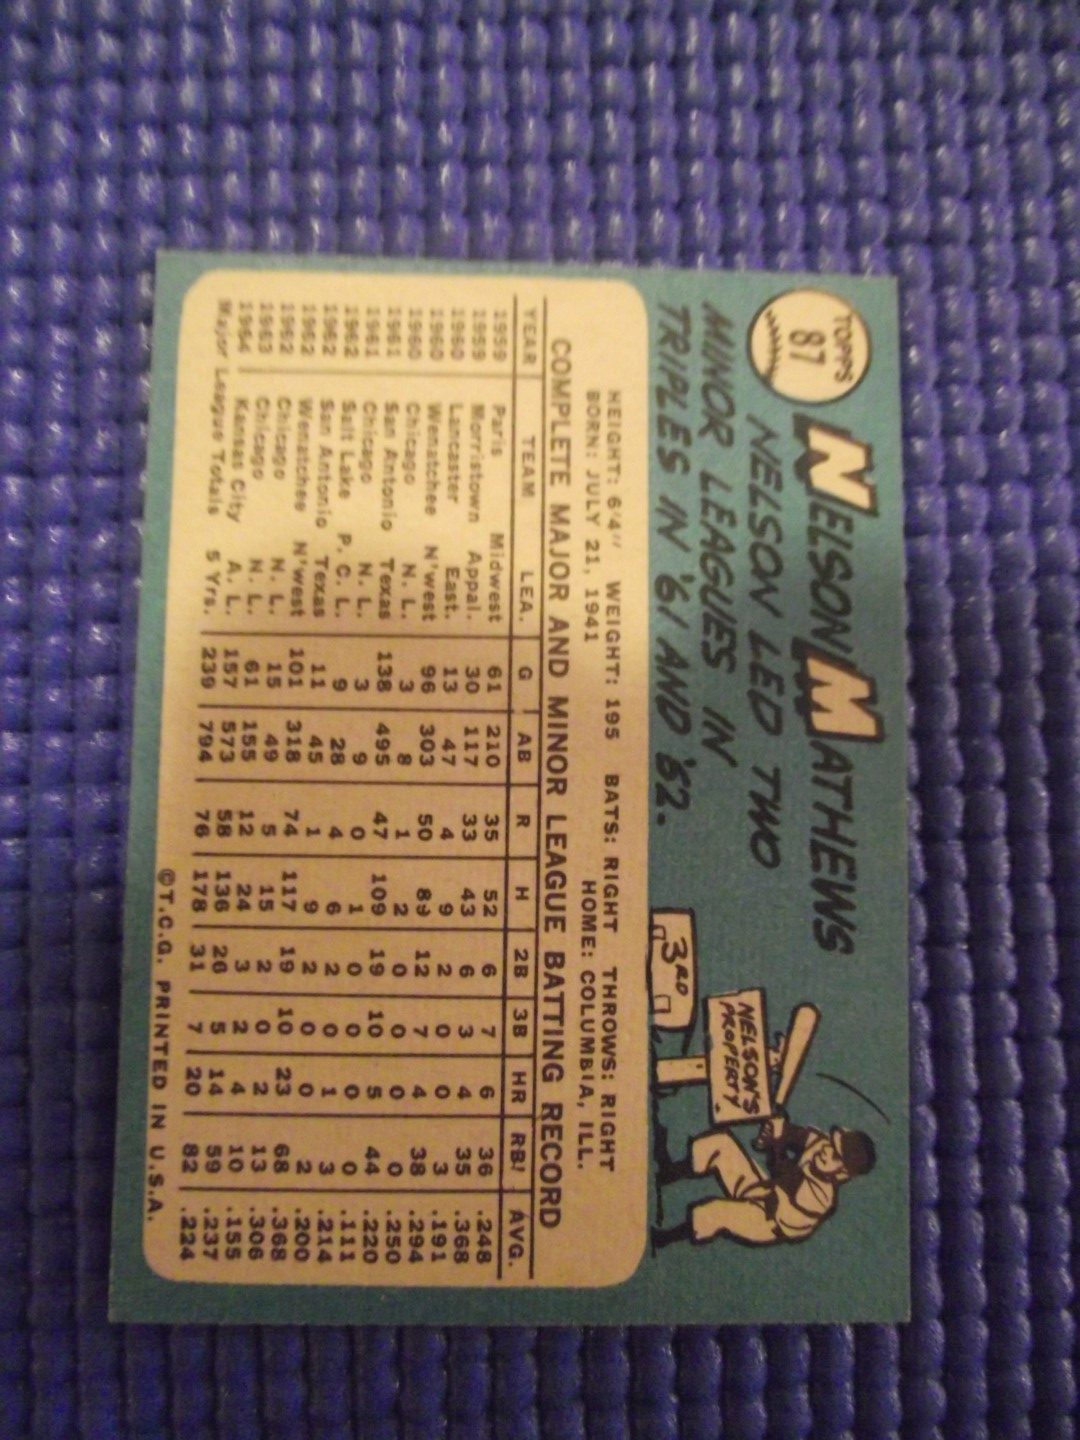 TOPPS
87
NELSON MATHEWS
NELSON LED TWO
MINOR LEAGUES IN
TRIPLES IN '61 AND '62.
NELSON'S
PROPERTY
3RD
HEIGHT: 6'4" WEIGHT: 195 BATS: RIGHT THROWS: RIGHT
BORN: JULY 21, 1941 HOME: COLUMBIA, ILL.
COMPLETE MAJOR AND MINOR LEAGUE BATTING RECORD
YEAR TEAM LEA. G AB R H 2B 3B HR RBI AVG.
1959 Paris Midwest 61 210 35 52 6 7 6 36 .248
1959 Morristown Appal. 30 117 33 43 6 3 4 35 .368
1960 Lancaster East. 13 47 4 9 2 0 0 3 .191
1960 Wenatchee N'west 96 303 50 89 12 7 4 38 .294
1960 Chicago N. L. 3 8 1 2 0 0 0 0 .250
1961 San Antonio Texas 138 495 47 109 19 10 5 44 .220
1961 Chicago N. L. 3 9 0 1 0 0 0 0 .111
1962 Salt Lake P. C. L. 9 28 4 6 2 0 1 3 .214
1962 San Antonio Texas 11 45 1 9 2 0 0 2 .200
1962 Wenatchee N'west 101 318 74 117 19 10 23 68 .368
1962 Chicago N. L. 15 49 5 15 2 0 2 13 .306
1963 Chicago N. L. 61 155 12 24 3 2 4 10 .155
1964 Kansas City A. L. 157 573 58 136 26 5 14 59 .237
Major League Totals 5 Yrs. 239 794 76 178 31 7 20 82 .224
©T.C.G. PRINTED IN U.S.A.